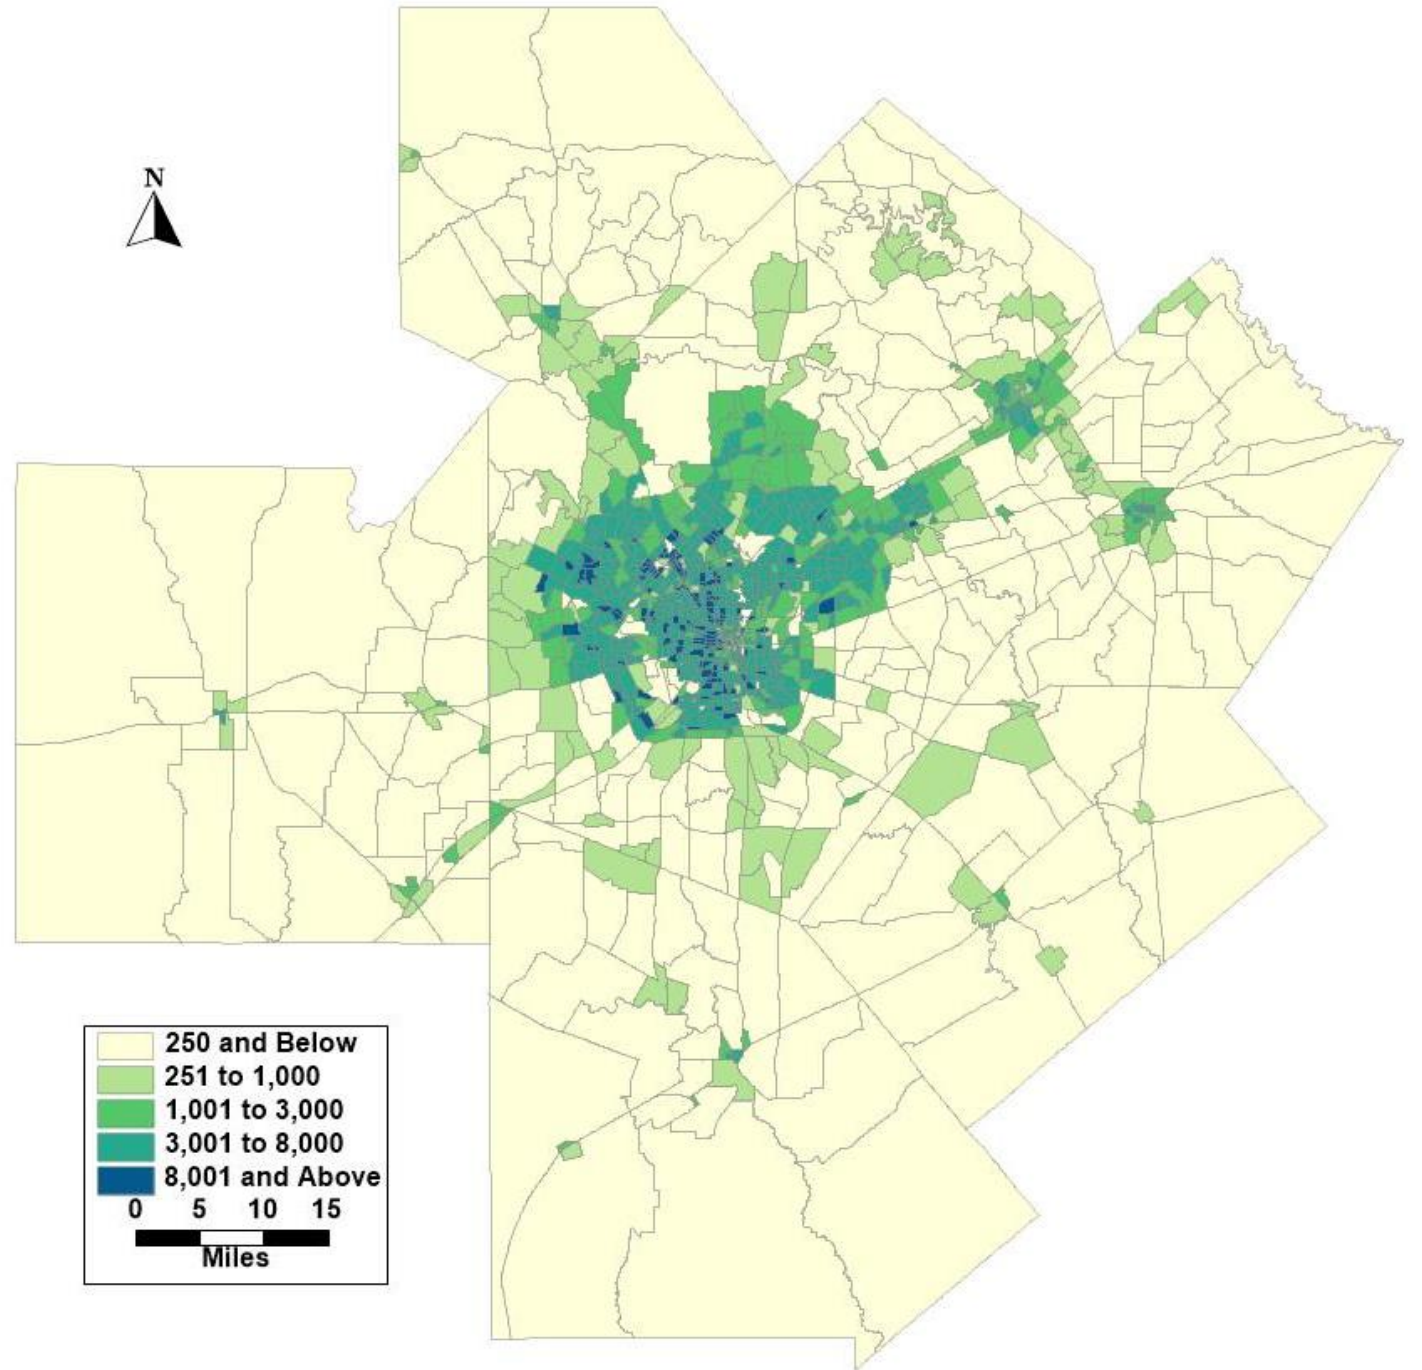 N
250 and Below
251 to 1,000
1,001 to 3,000
3,001 to 8,000
8,001 and Above
0 5 10 15
Miles